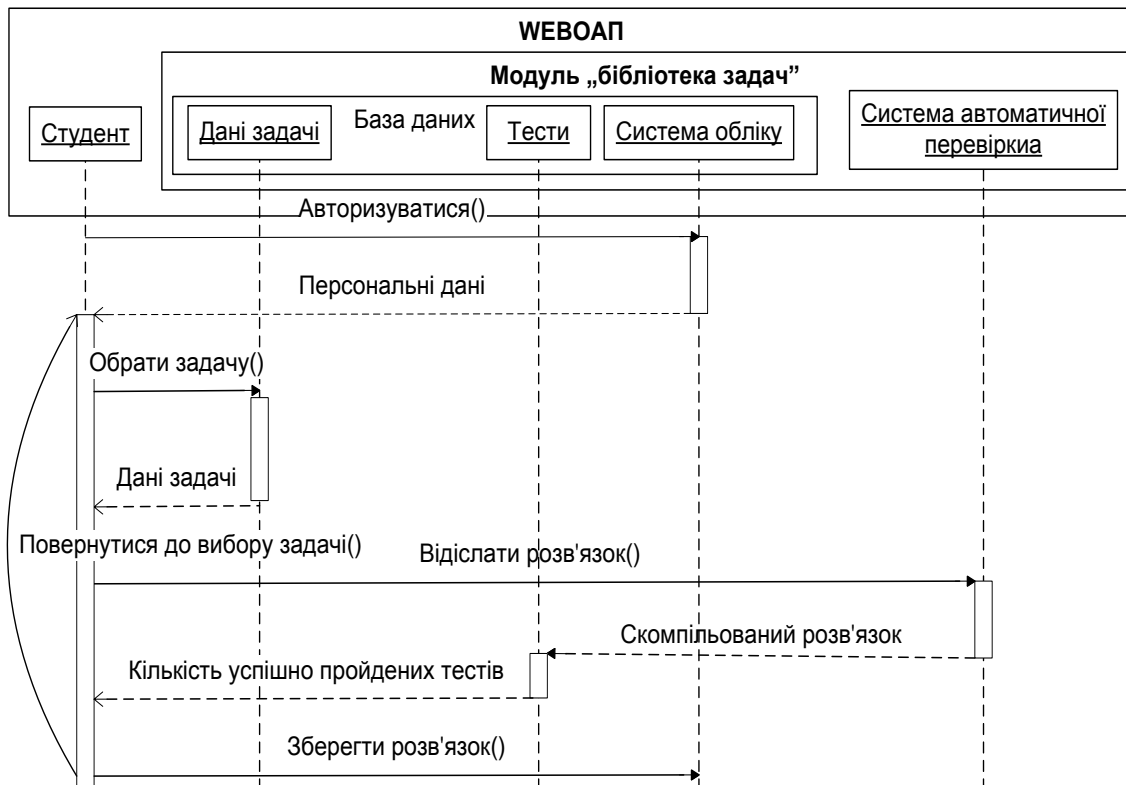 WEBОАП
Модуль „бібліотека задач”
База даних
Студент
Дані задачі
Тести
Система обліку
Система автоматичної
перевіркиа
Авторизуватися()
Персональні дані
Обрати задачу()
Дані задачі
Повернутися до вибору задачі()
Відіслати розв'язок()
Скомпільований розв'язок
Кількість успішно пройдених тестів
Зберегти розв'язок()